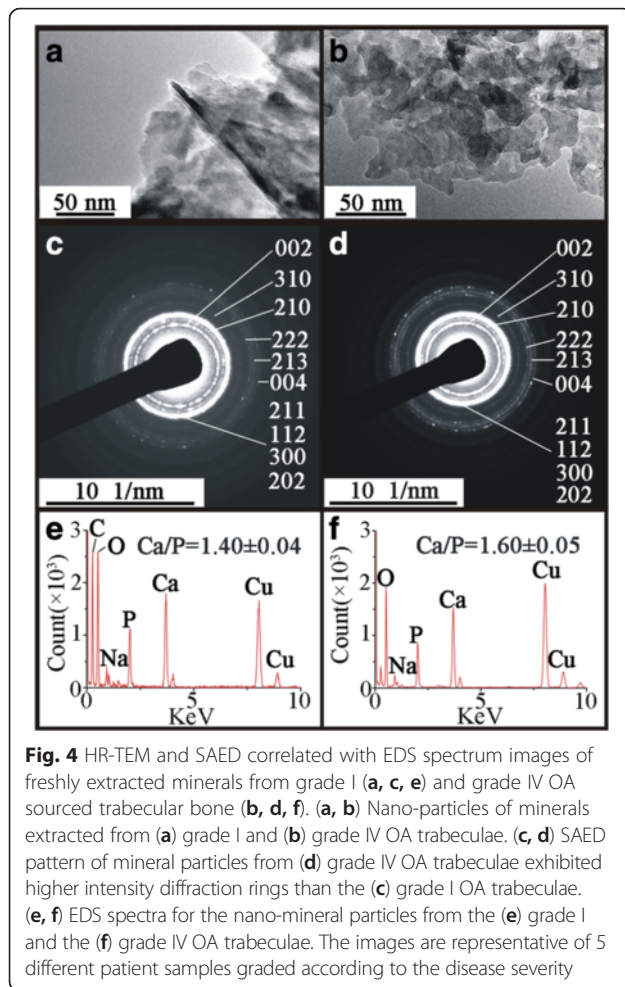 a
b
50 nm
50 nm
c
002
310
210
222
213
004
211
112
300
202
10 1/nm
d
002
310
210
222
213
004
211
112
300
202
10 1/nm
e
Ca/P=1.40±0.04
C
O
Na
P
Ca
Cu
Cu
Count(×10³)
3
2
1
0
0
5
10
KeV
f
Ca/P=1.60±0.05
O
Na
P
Ca
Cu
Cu
Count(×10³)
3
2
1
0
0
5
10
KeV
Fig. 4 HR-TEM and SAED correlated with EDS spectrum images of
freshly extracted minerals from grade I (a, c, e) and grade IV OA
sourced trabecular bone (b, d, f). (a, b) Nano-particles of minerals
extracted from (a) grade I and (b) grade IV OA trabeculae. (c, d) SAED
pattern of mineral particles from (d) grade IV OA trabeculae exhibited
higher intensity diffraction rings than the (c) grade I OA trabeculae.
(e, f) EDS spectra for the nano-mineral particles from the (e) grade I
and the (f) grade IV OA trabeculae. The images are representative of 5
different patient samples graded according to the disease severity